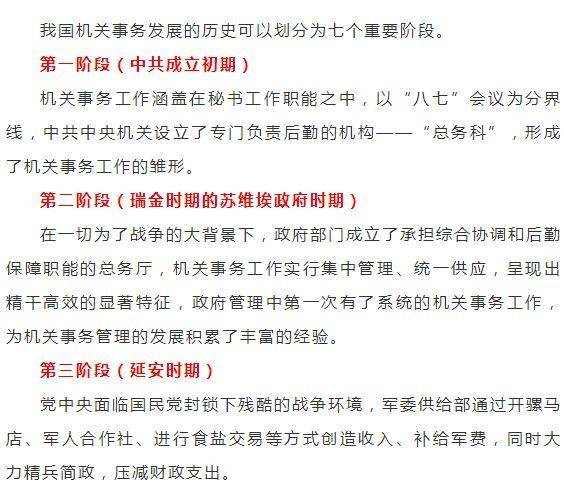 我国机关事务发展的历史可以划分为七个重要阶段。
第一阶段（中共成立初期）
机关事务工作涵盖在秘书工作职能之中，以“八七”会议为分界
线，中共中央机关设立了专门负责后勤的机构——“总务科”，形成
了机关事务工作的雏形。
第二阶段（瑞金时期的苏维埃政府时期）
在一切为了战争的大背景下，政府部门成立了承担综合协调和后勤
保障职能的总务厅，机关事务工作实行集中管理、统一供应，呈现出
精干高效的显著特征，政府管理中第一次有了系统的机关事务工作，
为机关事务管理的发展积累了丰富的经验。
第三阶段（延安时期）
党中央面临国民党封锁下残酷的战争环境，军委供给部通过开骡马
店、军人合作社、进行食盐交易等方式创造收入、补给军费，同时大
力精兵简政，压减财政支出。